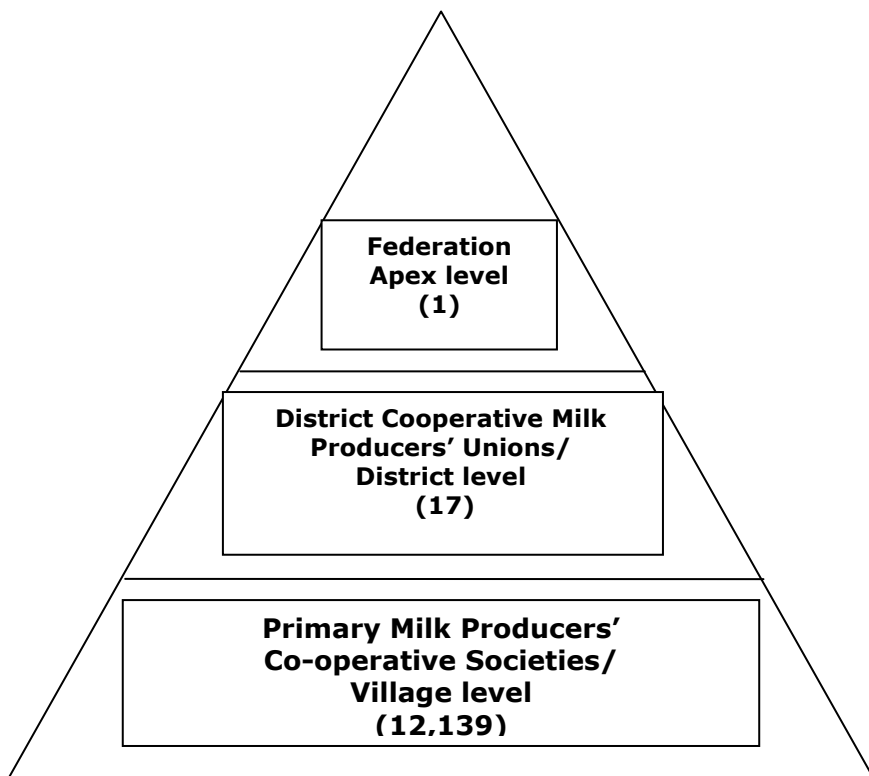 Federation
Apex level
(1)
District Cooperative Milk
Producers’ Unions/
District level
(17)
Primary Milk Producers’
Co-operative Societies/
Village level
(12,139)